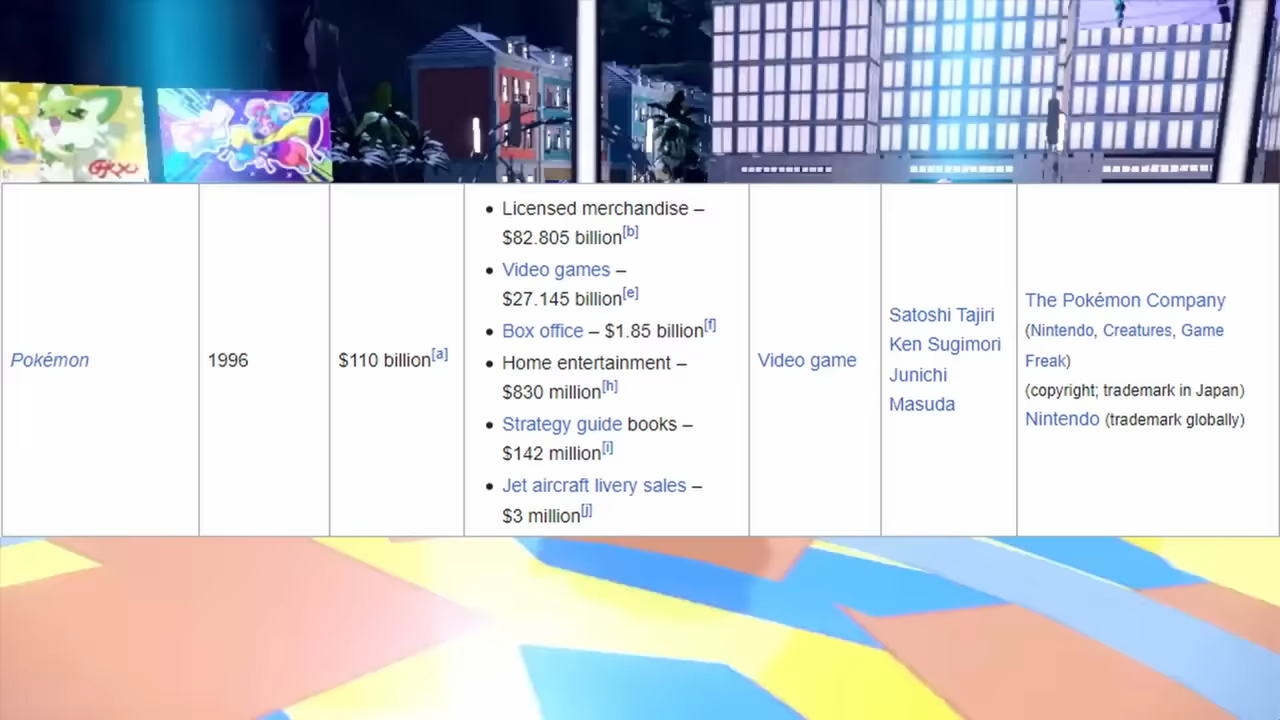 Pokémon
1996
$110 billion[a]
• Licensed merchandise –
$82.805 billion[b]
• Video games –
$27.145 billion[e]
• Box office – $1.85 billion[f]
• Home entertainment –
$830 million[h]
• Strategy guide books –
$142 million[i]
• Jet aircraft livery sales –
$3 million[j]
Video game
Satoshi Tajiri
Ken Sugimori
Junichi
Masuda
The Pokémon Company
(Nintendo, Creatures, Game
Freak)
(copyright; trademark in Japan)
Nintendo (trademark globally)